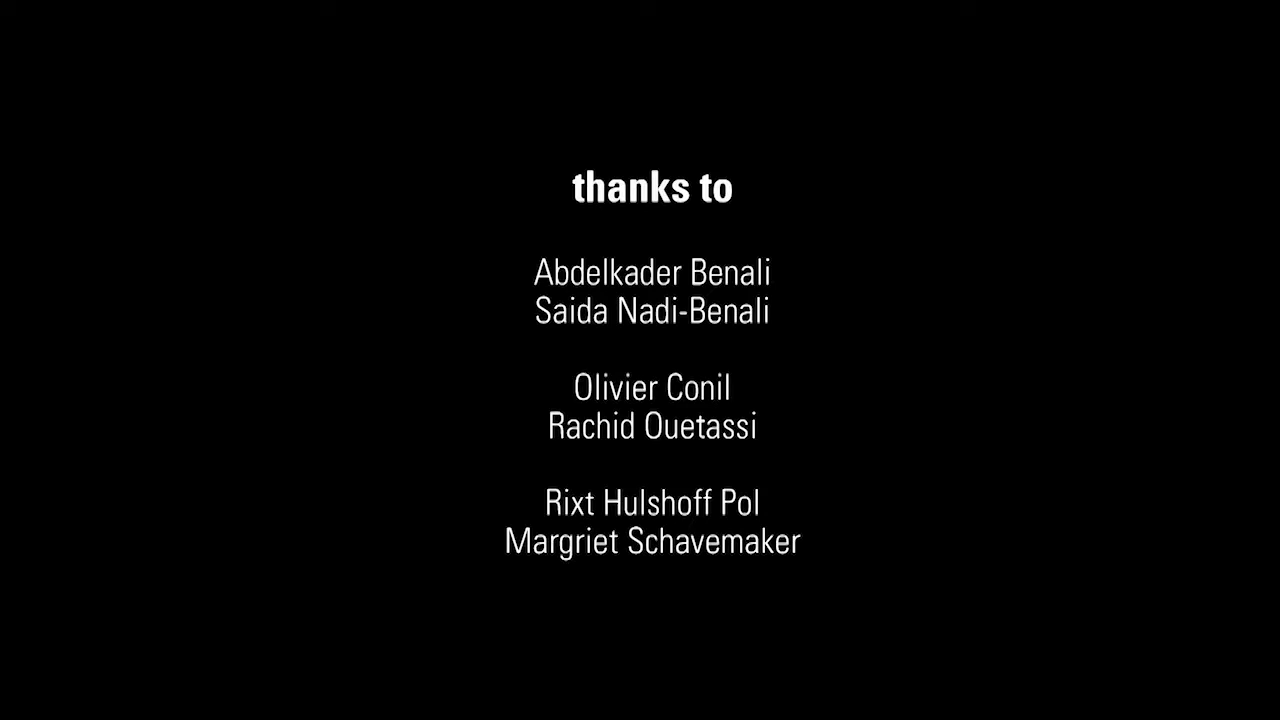 thanks to
Abdelkader Benali
Saida Nadi-Benali
Olivier Conil
Rachid Ouetassi
Rixt Hulshoff Pol
Margriet Schavemaker